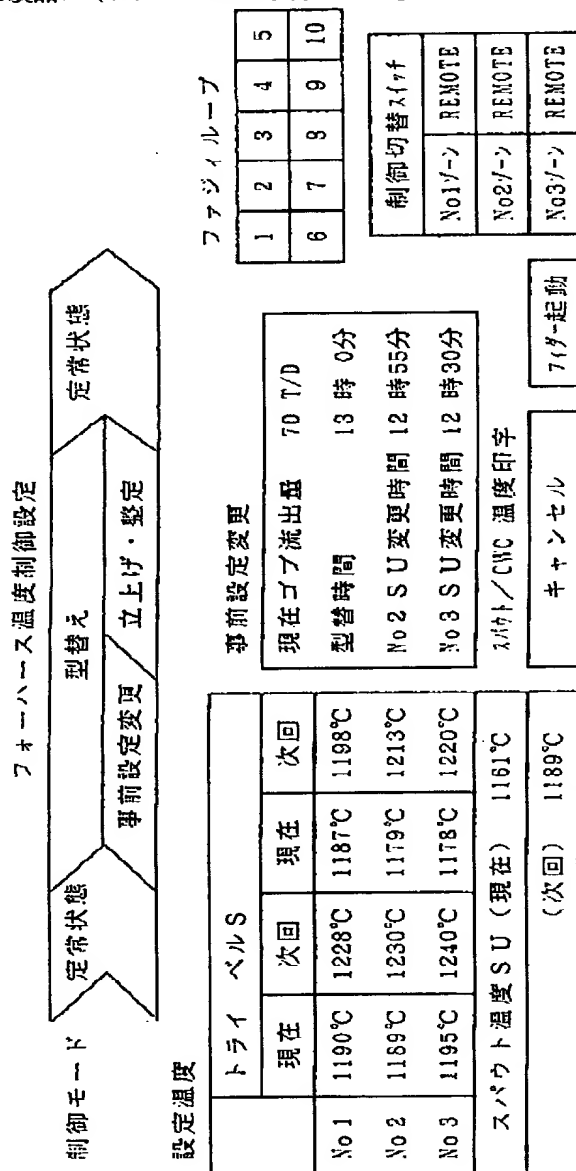 フォーハース温度制御設定
制御モード
定常状態
型替え
事前設定変更
立上げ・整定
定常状態
設定温度
トライ ベルS
現在 次回 現在 次回
No1 1190℃ 1228℃ 1187℃ 1198℃
No2 1189℃ 1230℃ 1179℃ 1213℃
No3 1195℃ 1240℃ 1178℃ 1220℃
スパウト温度SU(現在) 1161℃
(次回) 1189℃
事前設定変更
現在ゴブ流出量 70 T/D
型替時間 13 時 0分
No2SU変更時間 12 時55分
No3SU変更時間 12 時30分
スパウト/CWC 温度印字
キャンセル
フィダー起動
ファジィループ
1 2 3 4 5
6 7 8 9 10
制御切替スイッチ
No1ゾーン REMOTE
No2ゾーン REMOTE
No3ゾーン REMOTE